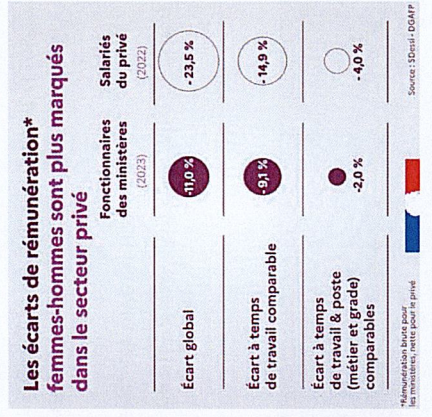 Les écarts de rémunération*
femmes-hommes sont plus marqués
dans le secteur privé
Fonctionnaires
des ministères
(2023)
Salariés
du privé
(2022)
Écart global
-11,0 %
- 23,5 %
Écart à temps
de travail comparable
-9,1 %
- 14,9 %
Écart à temps
de travail & poste
(métier et grade)
comparables
-2,0 %
- 4,0 %
*Rémunération brute pour
les ministères, nette pour le privé
Source : SDessi - DGAFP